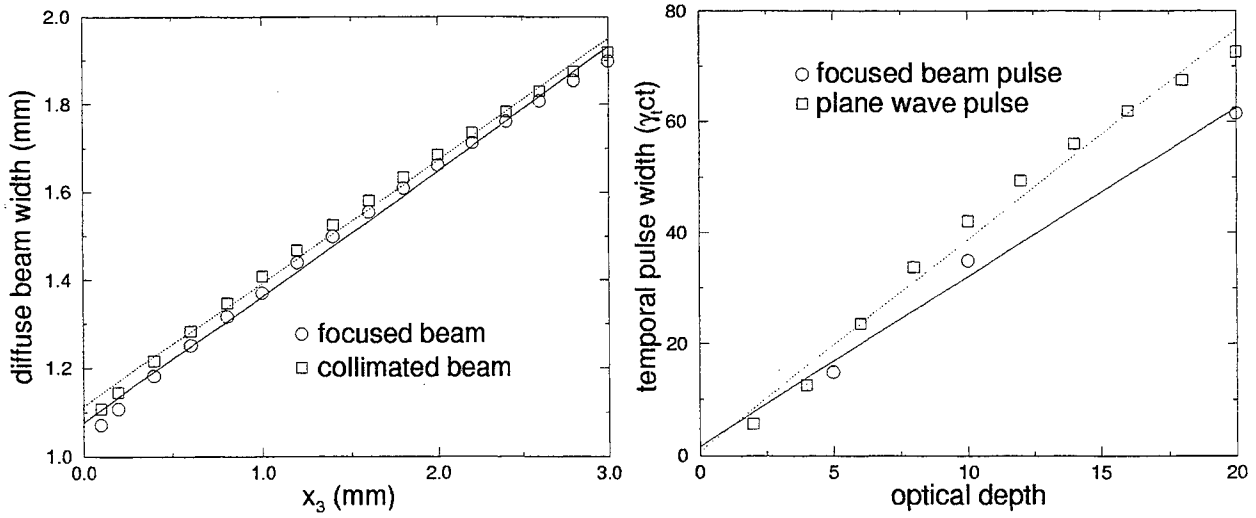 2.0
1.8
1.6
1.4
1.2
1.0
diffuse beam width (mm)
focused beam
collimated beam
0.0
1.0
2.0
3.0
x₃ (mm)
80
60
40
20
0
temporal pulse width (γₜct)
focused beam pulse
plane wave pulse
0
5
10
15
20
optical depth